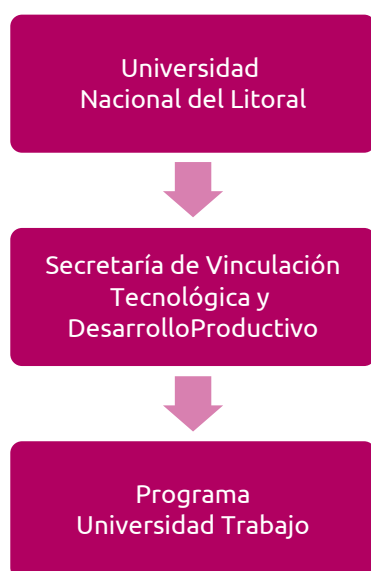 Universidad
Nacional del Litoral
Secretaría de Vinculación
Tecnológica y
DesarrolloProductivo
Programa
Universidad Trabajo